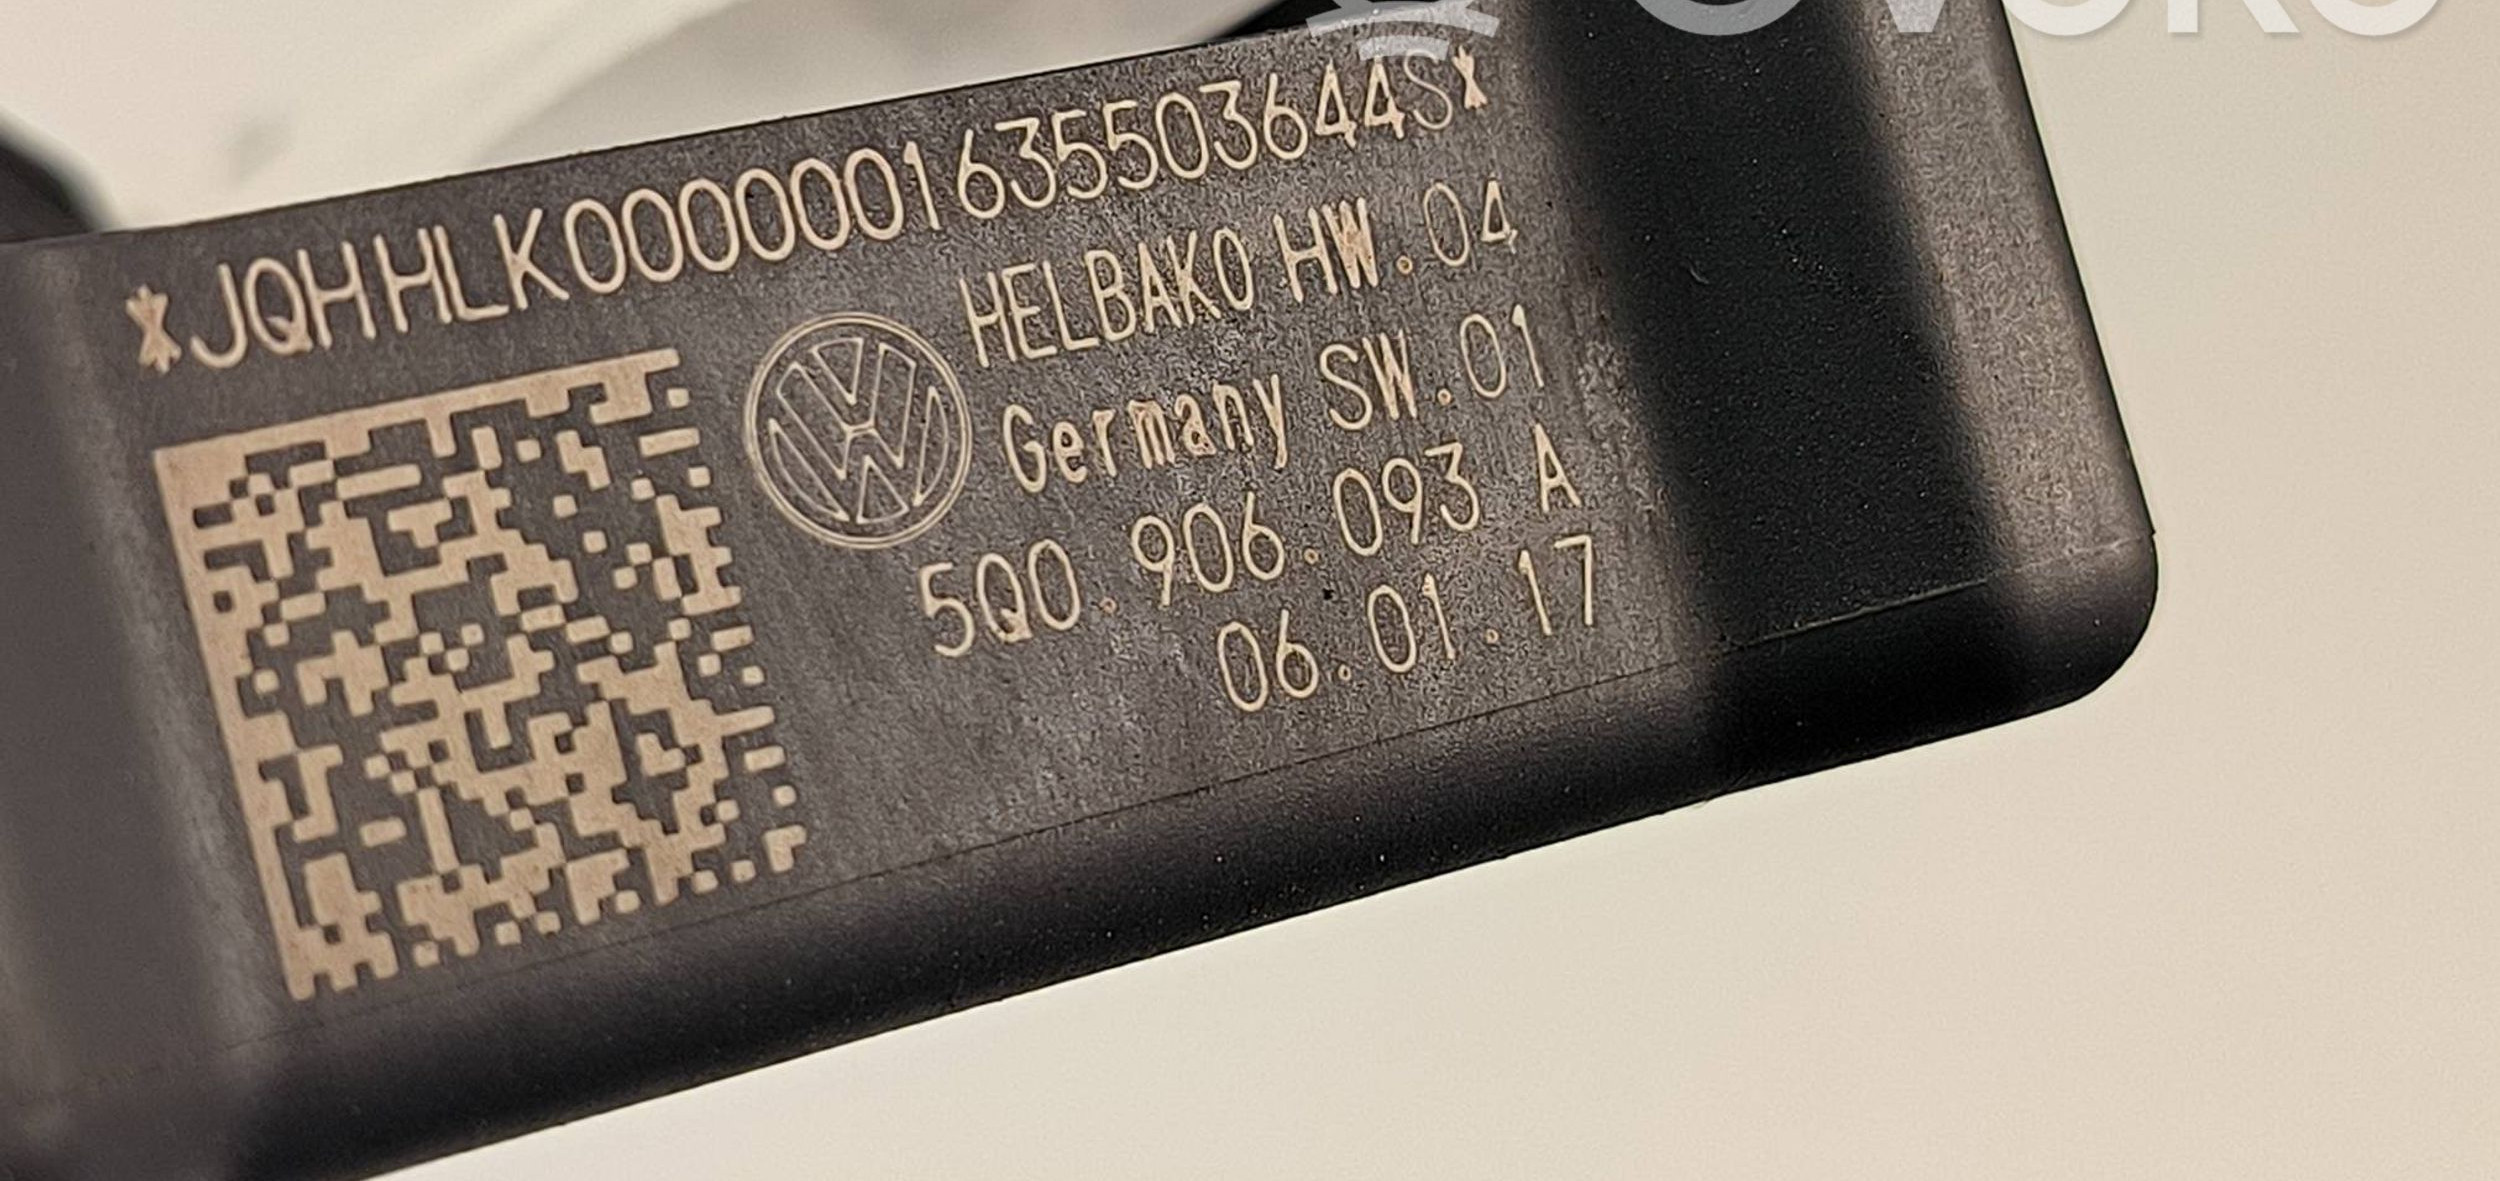 *JQHHLK0000001635503644S*
HELBAKO HW.04
Germany SW.01
5Q0.906.093 A
06.01.17